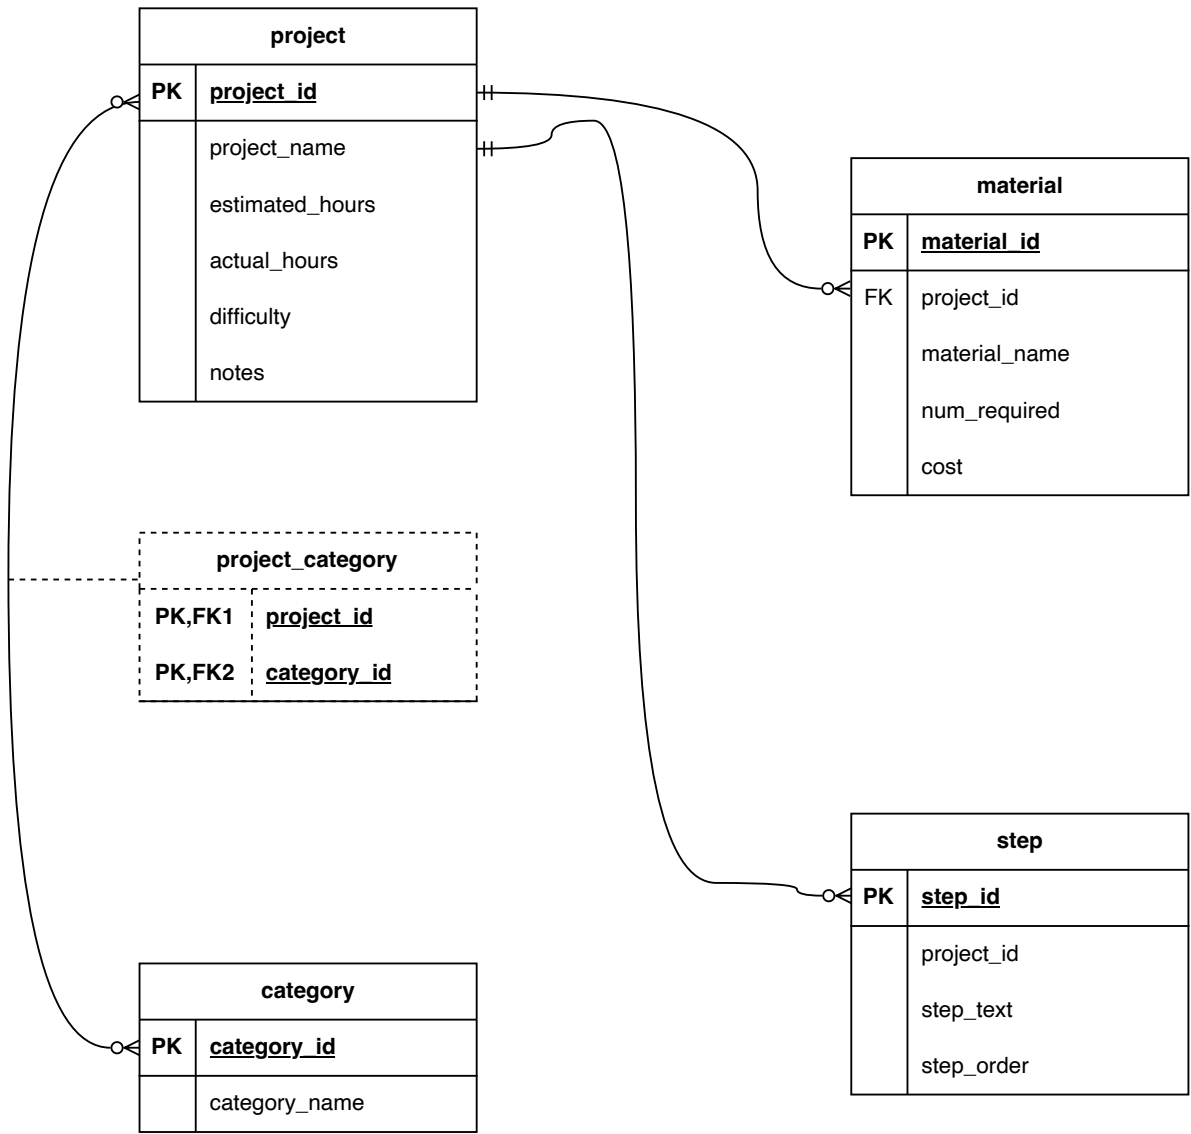 project
PK project_id
project_name
estimated_hours
actual_hours
difficulty
notes
material
PK material_id
FK project_id
material_name
num_required
cost
project_category
PK,FK1 project_id
PK,FK2 category_id
step
PK step_id
project_id
step_text
step_order
category
PK category_id
category_name